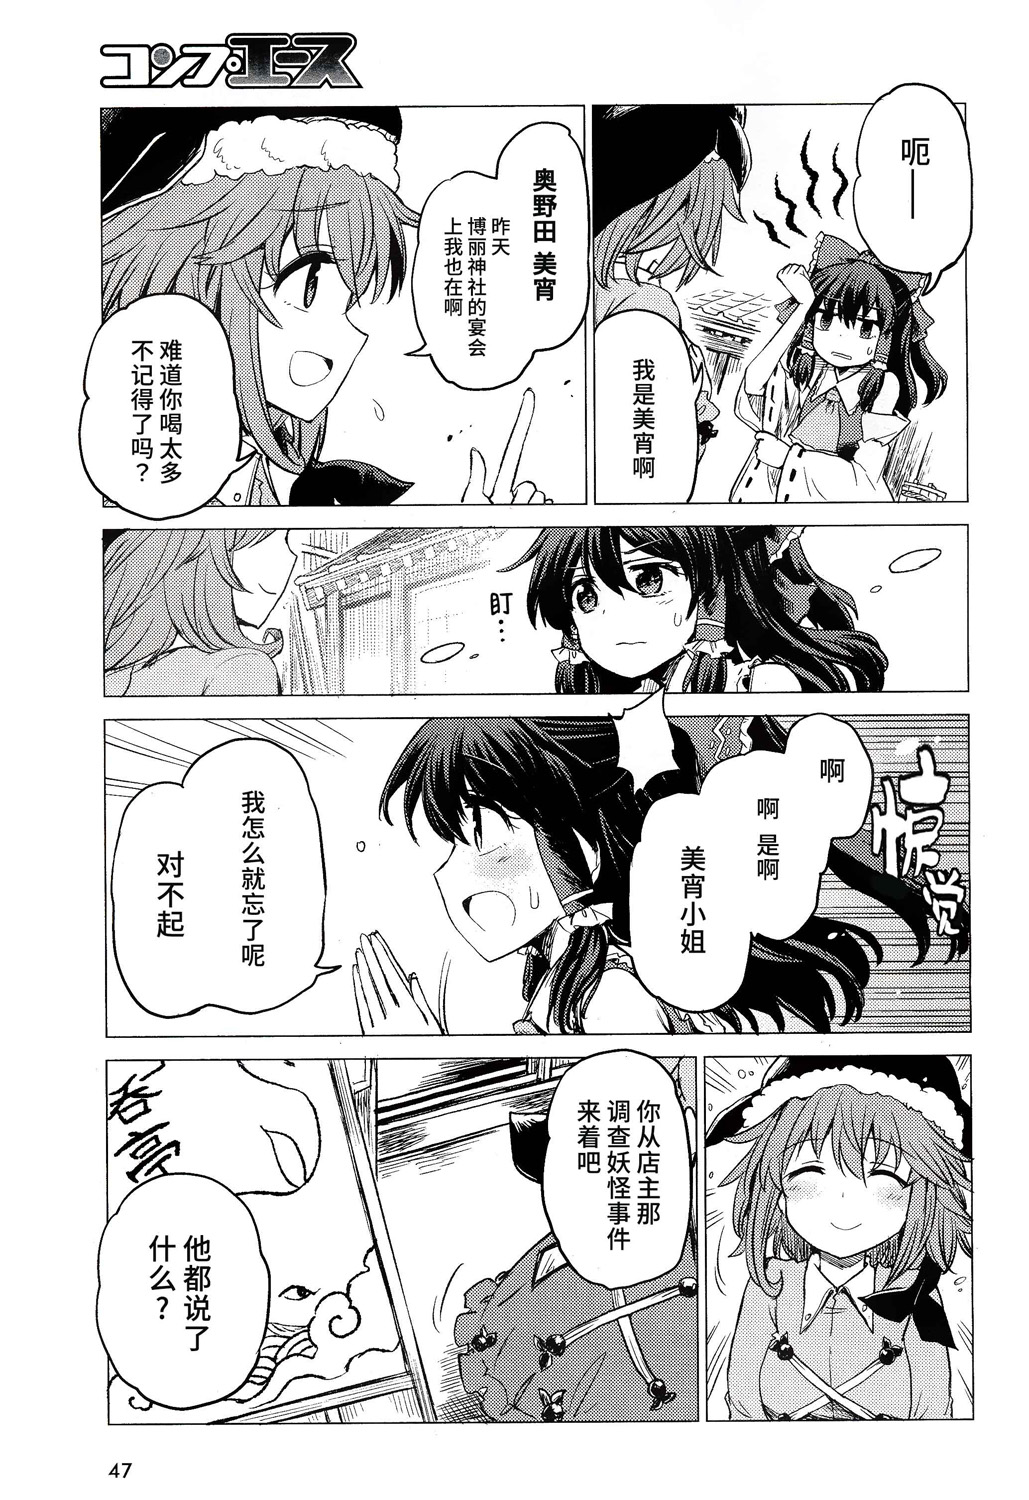 コンプエース
呃—
我是美宵啊
奥野田 美宵
昨天
博丽神社的宴会
上我也在啊
难道你喝太多
不记得了吗？
盯…
惊觉
啊
啊 是啊
美宵小姐
我怎么就忘了呢
对不起
你从店主那
调查妖怪事件
来着吧
吞亭
他都说了
什么？
47